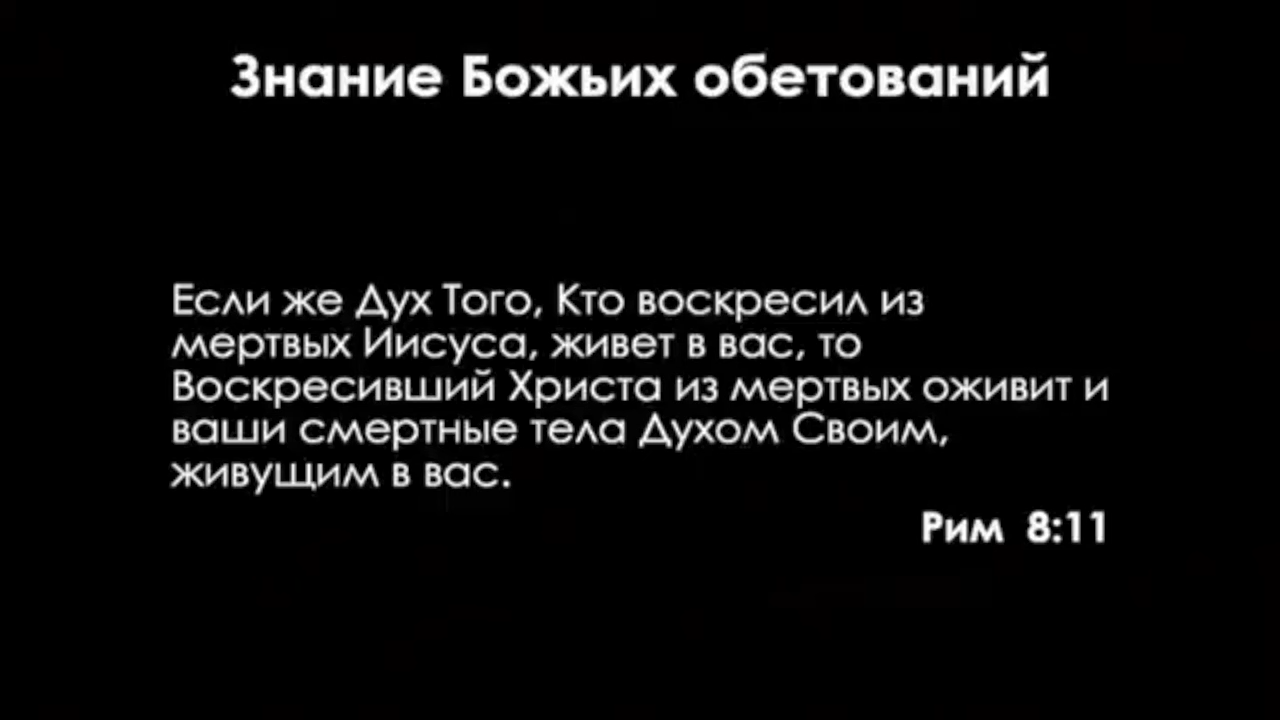 Знание Божьих обетований
Если же Дух Того, Кто воскресил из
мертвых Иисуса, живет в вас, то
Воскресивший Христа из мертвых оживит и
ваши смертные тела Духом Своим,
живущим в вас.
Рим 8:11